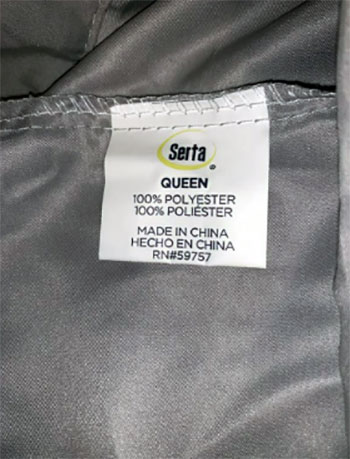 Serta®
QUEEN
100% POLYESTER
100% POLIÉSTER
MADE IN CHINA
HECHO EN CHINA
RN#59757